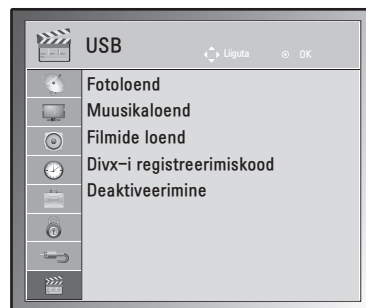 USB
Liiguta OK
Fotoloend
Muusikaloend
Filmide loend
Divx-i registreerimiskood
Deaktiveerimine